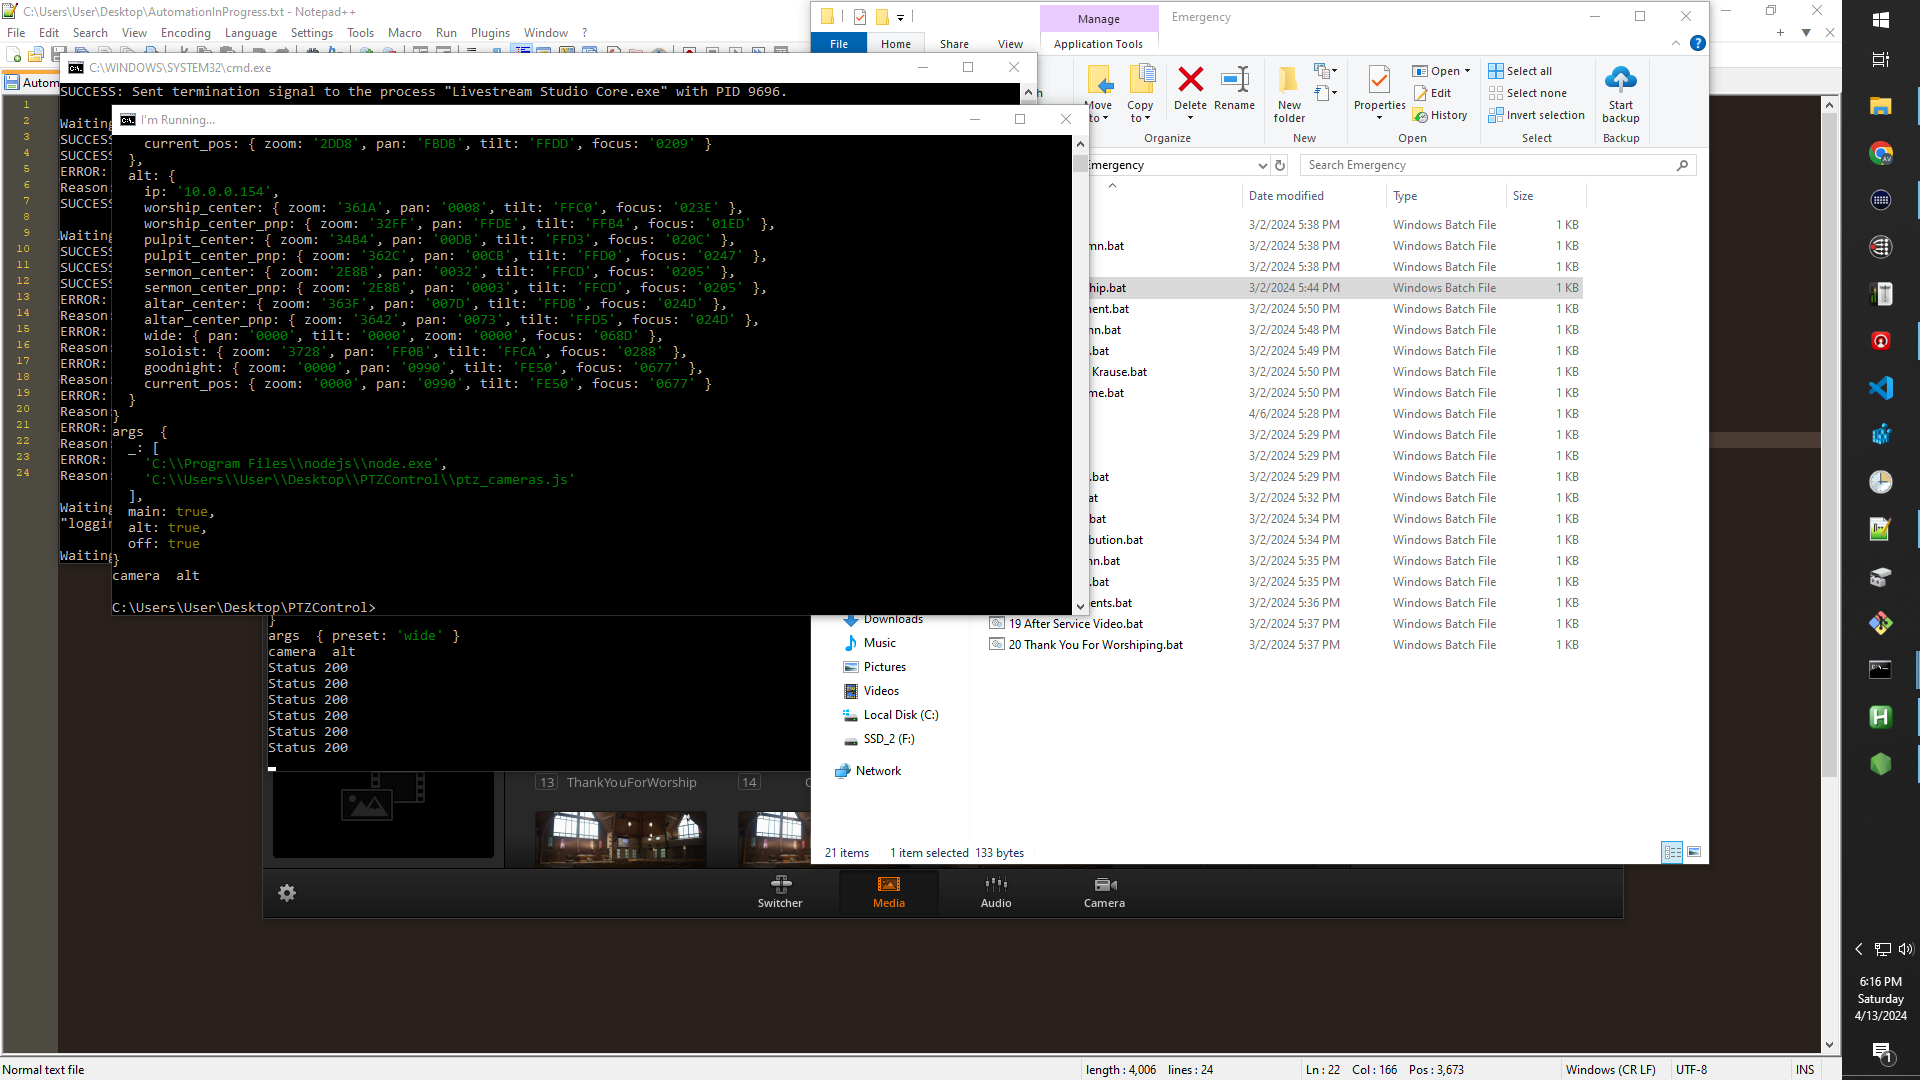 C:\Users\User\Desktop\AutomationInProgress.txt - Notepad++
File Edit Search View Encoding Language Settings Tools Macro Run Plugins Window ?
Autom
1
2
3
4
5
6
7
8
9
10
11
12
13
14
15
16
17
18
19
20
21
22
23
24
C:\WINDOWS\SYSTEM32\cmd.exe
SUCCESS: Sent termination signal to the process "Livestream Studio Core.exe" with PID 9696.
Waiting
SUCCESS
SUCCESS
ERROR:
Reason:
SUCCESS
Waiting
SUCCESS
SUCCESS
SUCCESS
ERROR:
Reason:
ERROR:
Reason:
ERROR:
Reason:
ERROR:
Reason:
ERROR:
Reason:
ERROR:
Reason:
Waiting
"loggin
Waiting
I'm Running...
current_pos: { zoom: '2DD8', pan: 'FBDB', tilt: 'FFDD', focus: '0209' }
},
alt: {
ip: '10.0.0.154',
worship_center: { zoom: '361A', pan: '0008', tilt: 'FFC0', focus: '023E' },
worship_center_pnp: { zoom: '32FF', pan: 'FFDE', tilt: 'FFB4', focus: '01ED' },
pulpit_center: { zoom: '34B4', pan: '00DB', tilt: 'FFD3', focus: '020C' },
pulpit_center_pnp: { zoom: '362C', pan: '00CB', tilt: 'FFD0', focus: '0247' },
sermon_center: { zoom: '2E8B', pan: '0032', tilt: 'FFCD', focus: '0205' },
sermon_center_pnp: { zoom: '2E8B', pan: '0003', tilt: 'FFCD', focus: '0205' },
altar_center: { zoom: '363F', pan: '007D', tilt: 'FFDB', focus: '024D' },
altar_center_pnp: { zoom: '3642', pan: '0073', tilt: 'FFD5', focus: '024D' },
wide: { pan: '0000', tilt: '0000', zoom: '0000', focus: '068D' },
soloist: { zoom: '3728', pan: 'FF0B', tilt: 'FFCA', focus: '0288' },
goodnight: { zoom: '0000', pan: '0990', tilt: 'FE50', focus: '0677' },
current_pos: { zoom: '0000', pan: '0990', tilt: 'FE50', focus: '0677' }
}
}
args {
_: [
'C:\\Program Files\\nodejs\\node.exe',
'C:\\Users\\User\\Desktop\\PTZControl\\ptz_cameras.js'
],
main: true,
alt: true,
off: true
}
camera alt
C:\Users\User\Desktop\PTZControl>
}
args { preset: 'wide' }
camera alt
Status 200
Status 200
Status 200
Status 200
Status 200
Status 200
13 ThankYouForWorship 14
Switcher Media Audio Camera
Manage Emergency
File Home Share View Application Tools
Move to Copy to Delete Rename
Organize
New folder
New
Properties Open Edit History
Open
Select all
Select none
Invert selection
Select
Start backup
Backup
Emergency
Search Emergency
Date modified Type Size
3/2/2024 5:38 PM Windows Batch File 1 KB
mn.bat 3/2/2024 5:38 PM Windows Batch File 1 KB
3/2/2024 5:38 PM Windows Batch File 1 KB
hip.bat 3/2/2024 5:44 PM Windows Batch File 1 KB
ent.bat 3/2/2024 5:50 PM Windows Batch File 1 KB
nn.bat 3/2/2024 5:48 PM Windows Batch File 1 KB
.bat 3/2/2024 5:49 PM Windows Batch File 1 KB
Krause.bat 3/2/2024 5:50 PM Windows Batch File 1 KB
me.bat 3/2/2024 5:50 PM Windows Batch File 1 KB
4/6/2024 5:28 PM Windows Batch File 1 KB
3/2/2024 5:29 PM Windows Batch File 1 KB
3/2/2024 5:29 PM Windows Batch File 1 KB
.bat 3/2/2024 5:29 PM Windows Batch File 1 KB
at 3/2/2024 5:32 PM Windows Batch File 1 KB
bat 3/2/2024 5:34 PM Windows Batch File 1 KB
bution.bat 3/2/2024 5:34 PM Windows Batch File 1 KB
nn.bat 3/2/2024 5:35 PM Windows Batch File 1 KB
.bat 3/2/2024 5:35 PM Windows Batch File 1 KB
ents.bat 3/2/2024 5:36 PM Windows Batch File 1 KB
19 After Service Video.bat 3/2/2024 5:37 PM Windows Batch File 1 KB
20 Thank You For Worshiping.bat 3/2/2024 5:37 PM Windows Batch File 1 KB
Downloads
Music
Pictures
Videos
Local Disk (C:)
SSD_2 (F:)
Network
21 items 1 item selected 133 bytes
6:16 PM
Saturday
4/13/2024
1
Normal text file length : 4,006 lines : 24 Ln : 22 Col : 166 Pos : 3,673 Windows (CR LF) UTF-8 INS